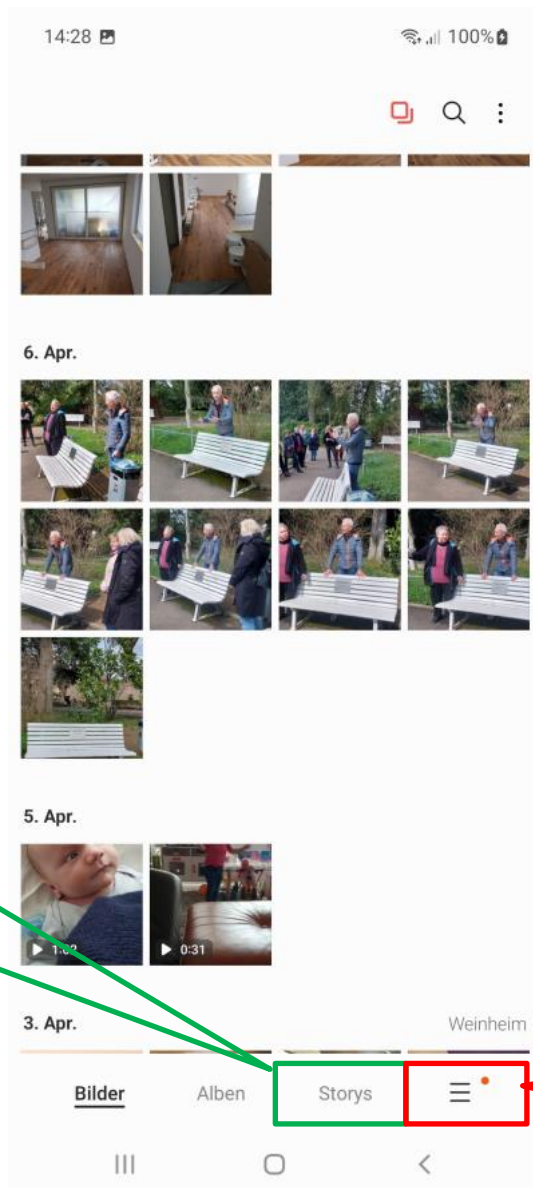 14:28 100%
6. Apr.
5. Apr.
1:02 0:31
3. Apr. Weinheim
Bilder Alben Storys